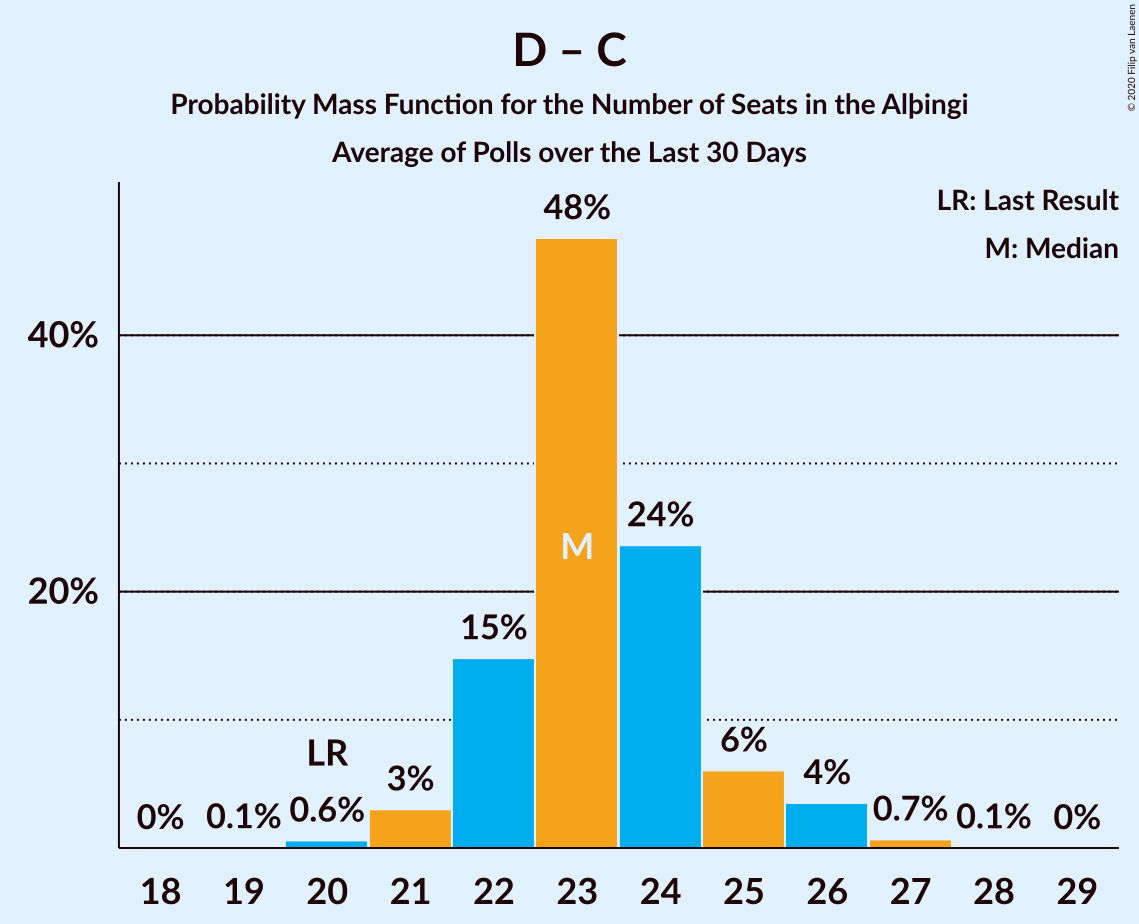 D – C
Probability Mass Function for the Number of Seats in the Alþingi
Average of Polls over the Last 30 Days
© 2020 Filip van Laenen
LR: Last Result
M: Median
40%
20%
0%
0.1%
LR
0.6%
3%
15%
48%
M
24%
6%
4%
0.7%
0.1%
0%
18 19 20 21 22 23 24 25 26 27 28 29